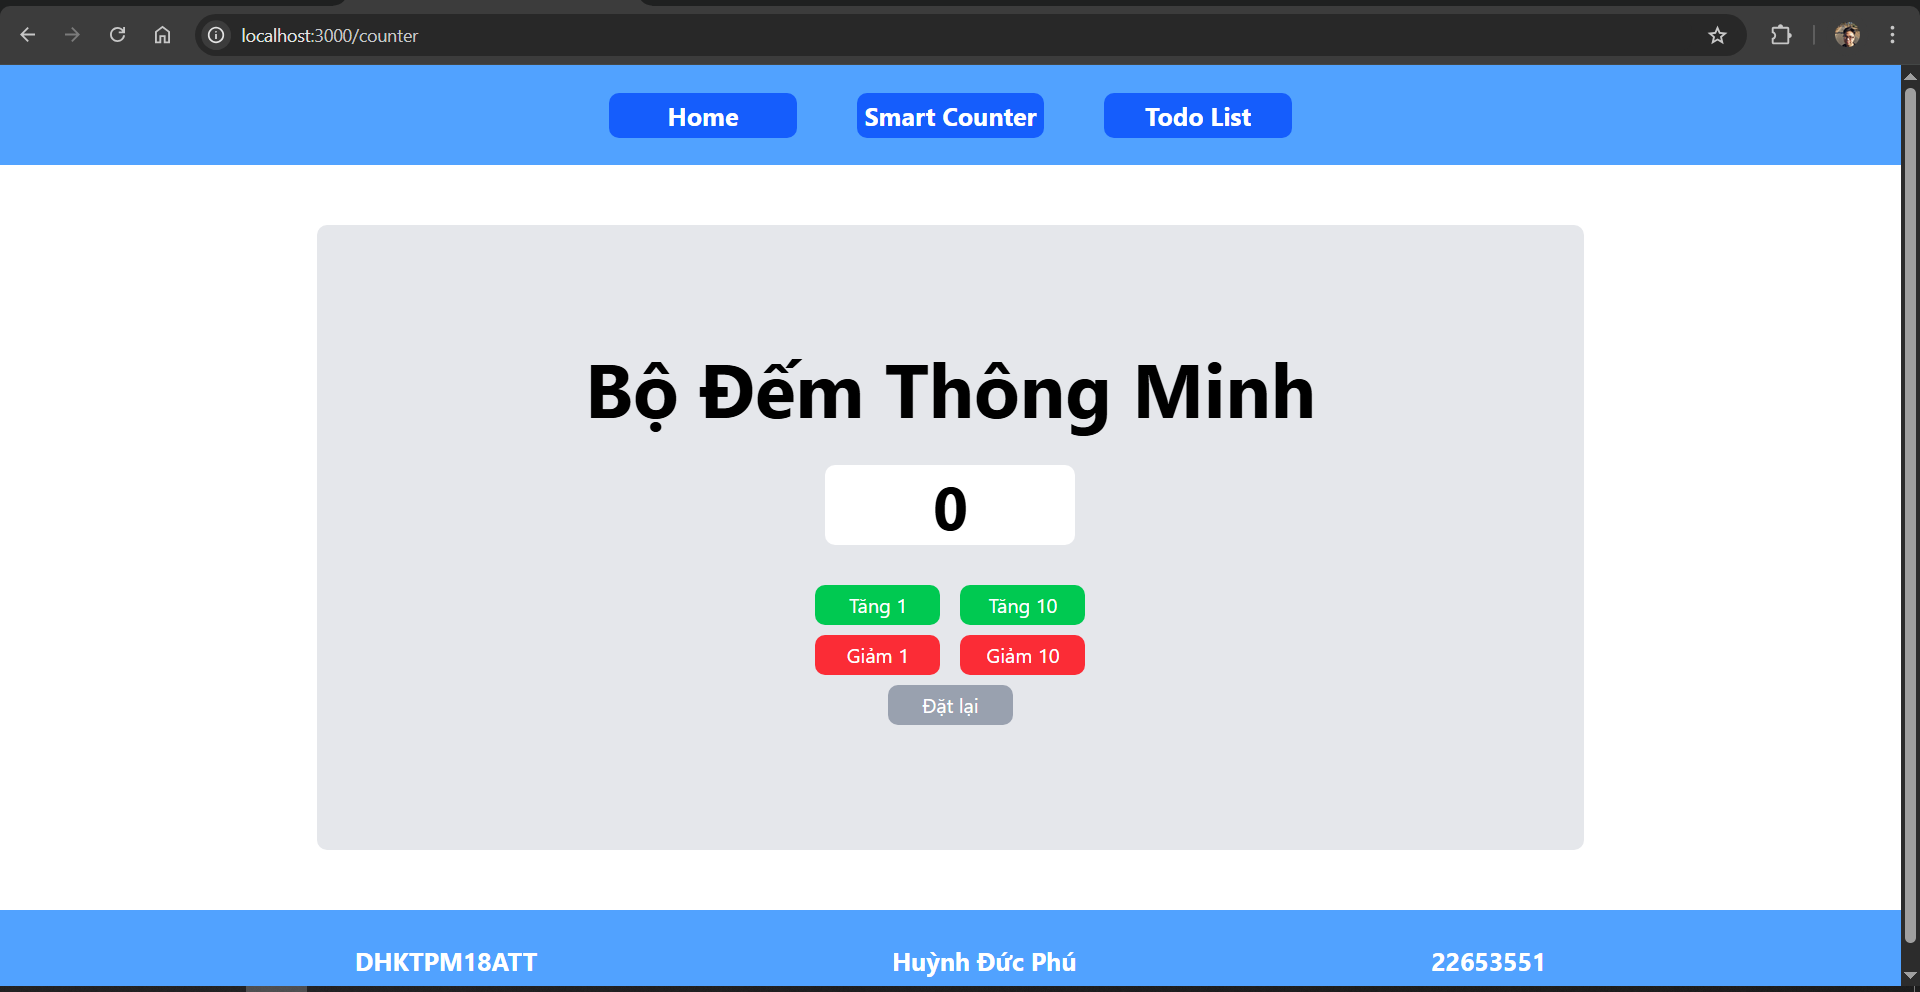 localhost:3000/counter
Home Smart Counter Todo List
Bộ Đếm Thông Minh
0
Tăng 1 Tăng 10
Giảm 1 Giảm 10
Đặt lại
DHKTPM18ATT Huỳnh Đức Phú 22653551